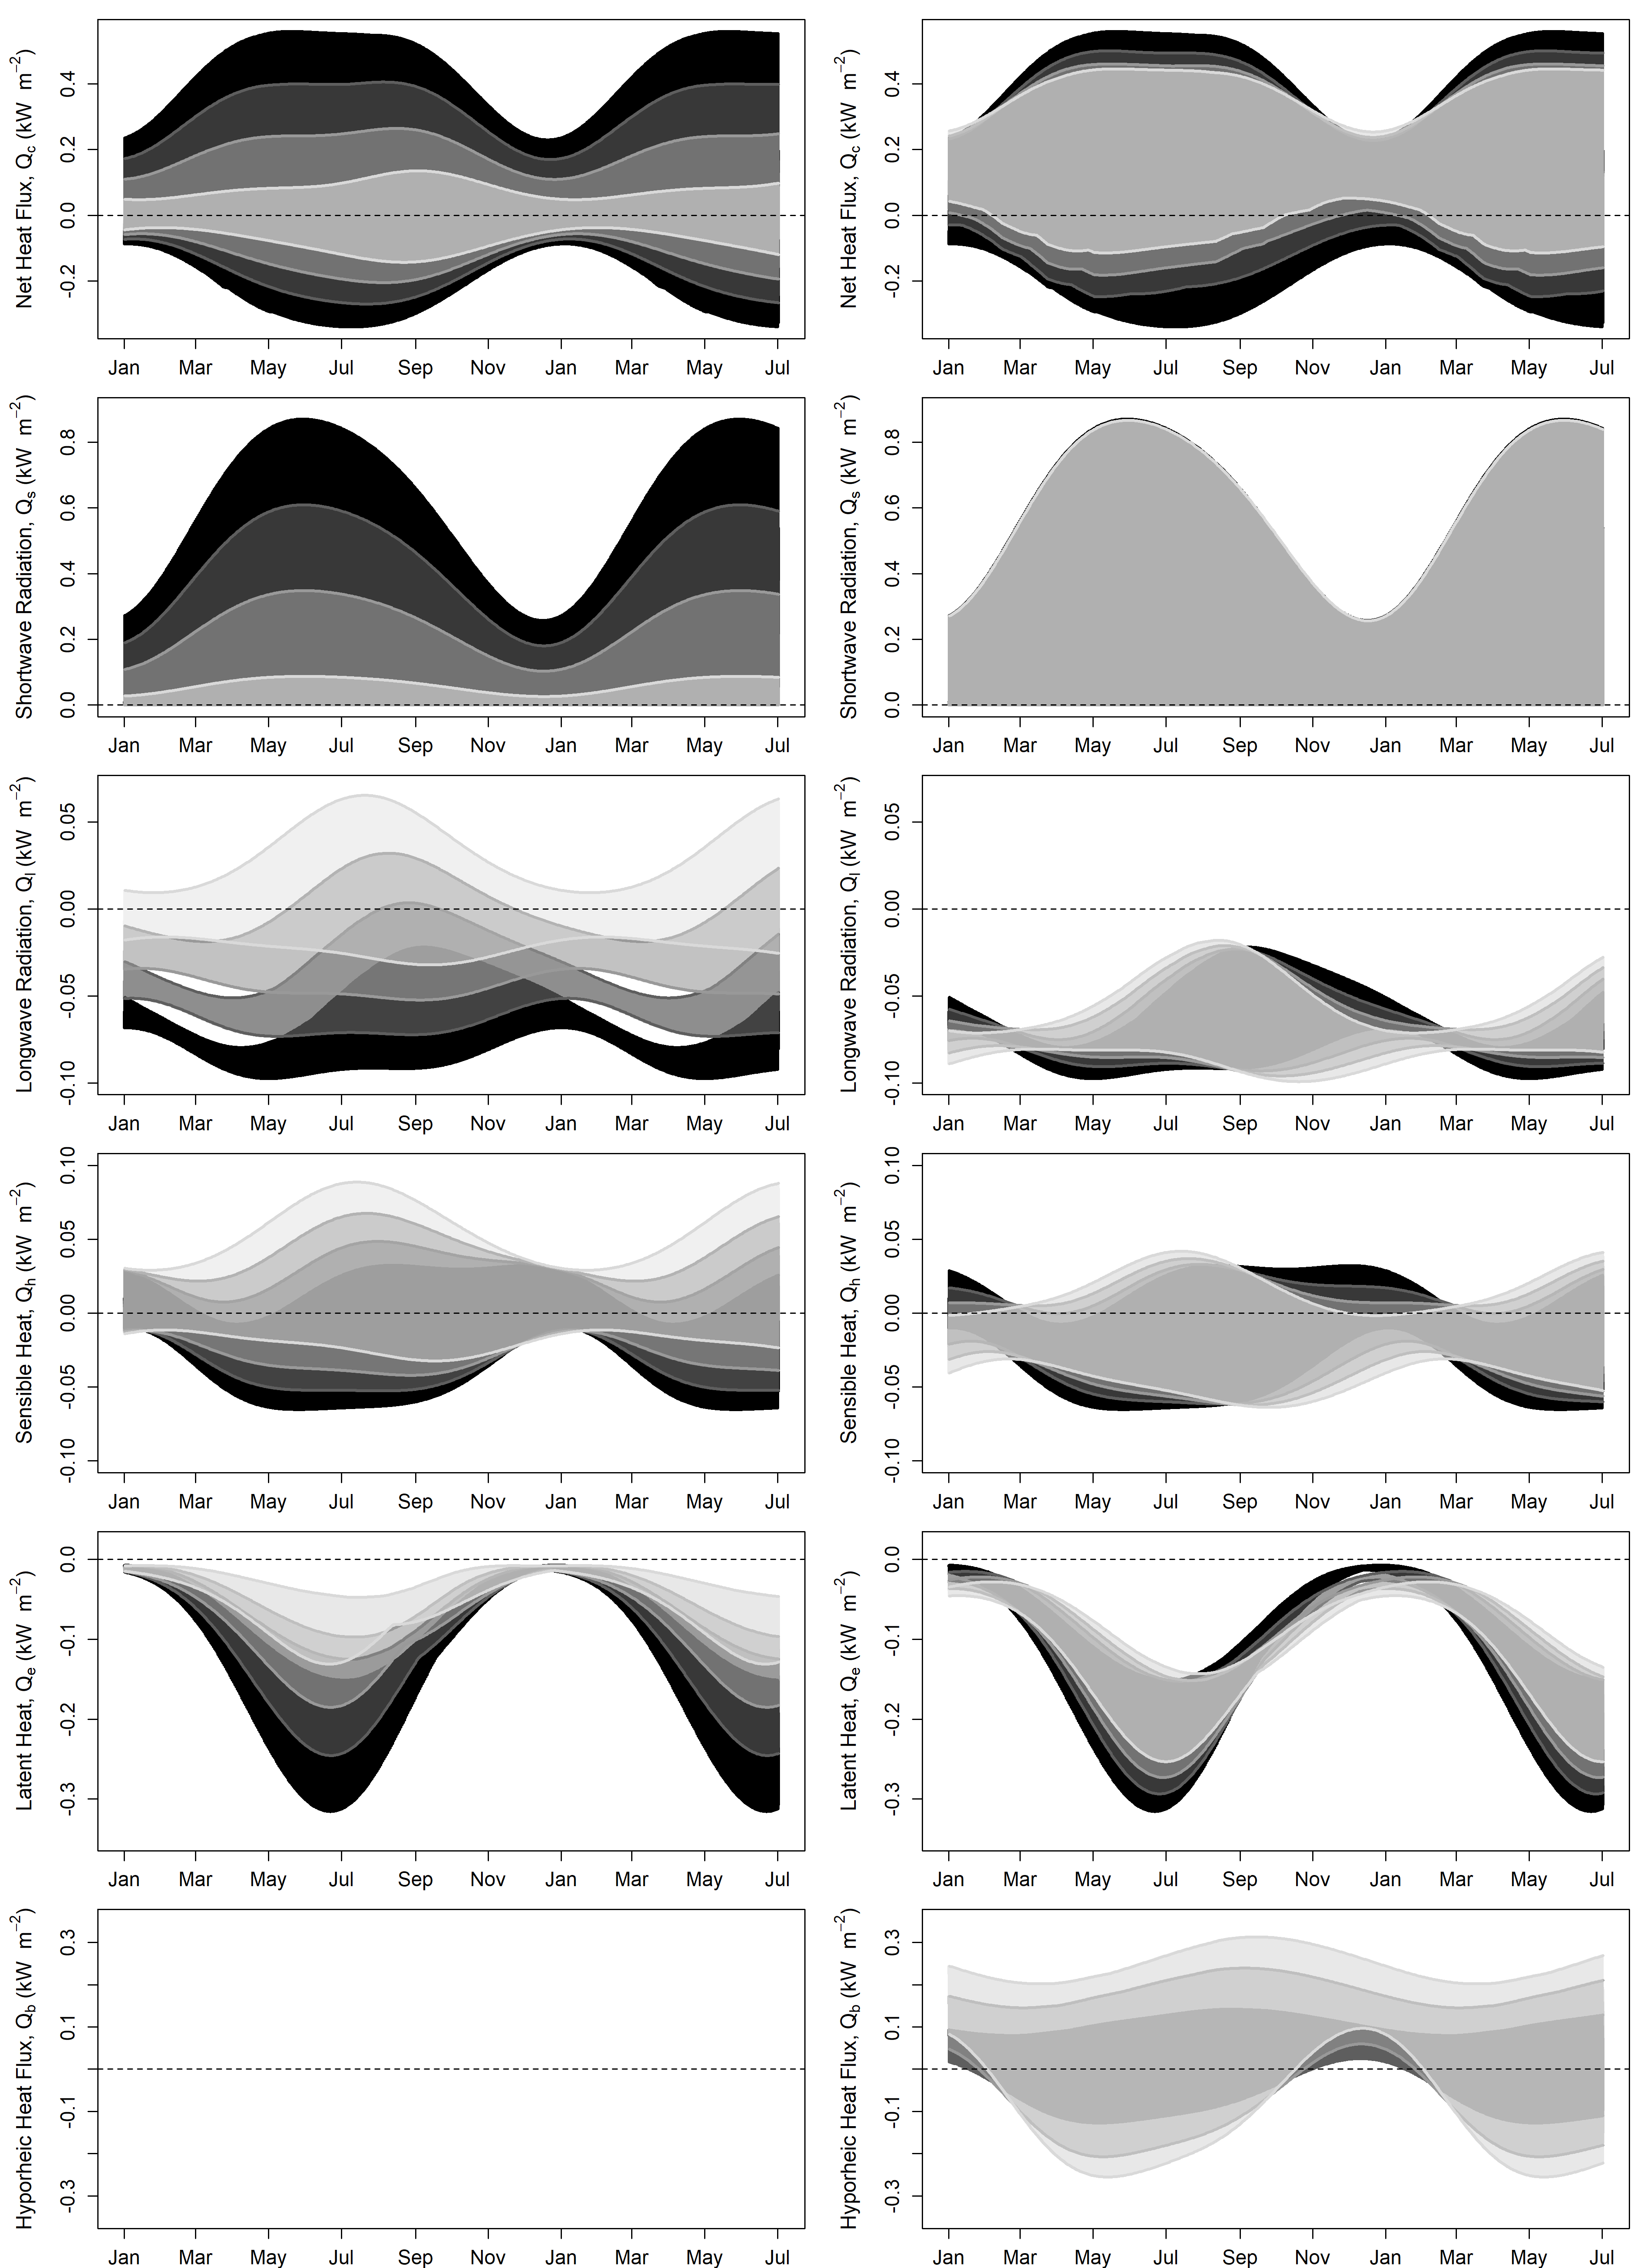 Net Heat Flux, Qc (kW m−2)
-0.2 0.0 0.2 0.4
Jan Mar May Jul Sep Nov Jan Mar May Jul
Net Heat Flux, Qc (kW m−2)
-0.2 0.0 0.2 0.4
Jan Mar May Jul Sep Nov Jan Mar May Jul
Shortwave Radiation, Qs (kW m−2)
0.0 0.2 0.4 0.6 0.8
Jan Mar May Jul Sep Nov Jan Mar May Jul
Shortwave Radiation, Qs (kW m−2)
0.0 0.2 0.4 0.6 0.8
Jan Mar May Jul Sep Nov Jan Mar May Jul
Longwave Radiation, Ql (kW m−2)
-0.10 -0.05 0.00 0.05
Jan Mar May Jul Sep Nov Jan Mar May Jul
Longwave Radiation, Ql (kW m−2)
-0.10 -0.05 0.00 0.05
Jan Mar May Jul Sep Nov Jan Mar May Jul
Sensible Heat, Qh (kW m−2)
-0.10 -0.05 0.00 0.05 0.10
Jan Mar May Jul Sep Nov Jan Mar May Jul
Sensible Heat, Qh (kW m−2)
-0.10 -0.05 0.00 0.05 0.10
Jan Mar May Jul Sep Nov Jan Mar May Jul
Latent Heat, Qe (kW m−2)
-0.3 -0.2 -0.1 0.0
Jan Mar May Jul Sep Nov Jan Mar May Jul
Latent Heat, Qe (kW m−2)
-0.3 -0.2 -0.1 0.0
Jan Mar May Jul Sep Nov Jan Mar May Jul
Hyporheic Heat Flux, Qb (kW m−2)
-0.3 -0.1 0.1 0.3
Jan Mar May Jul Sep Nov Jan Mar May Jul
Hyporheic Heat Flux, Qb (kW m−2)
-0.3 -0.1 0.1 0.3
Jan Mar May Jul Sep Nov Jan Mar May Jul